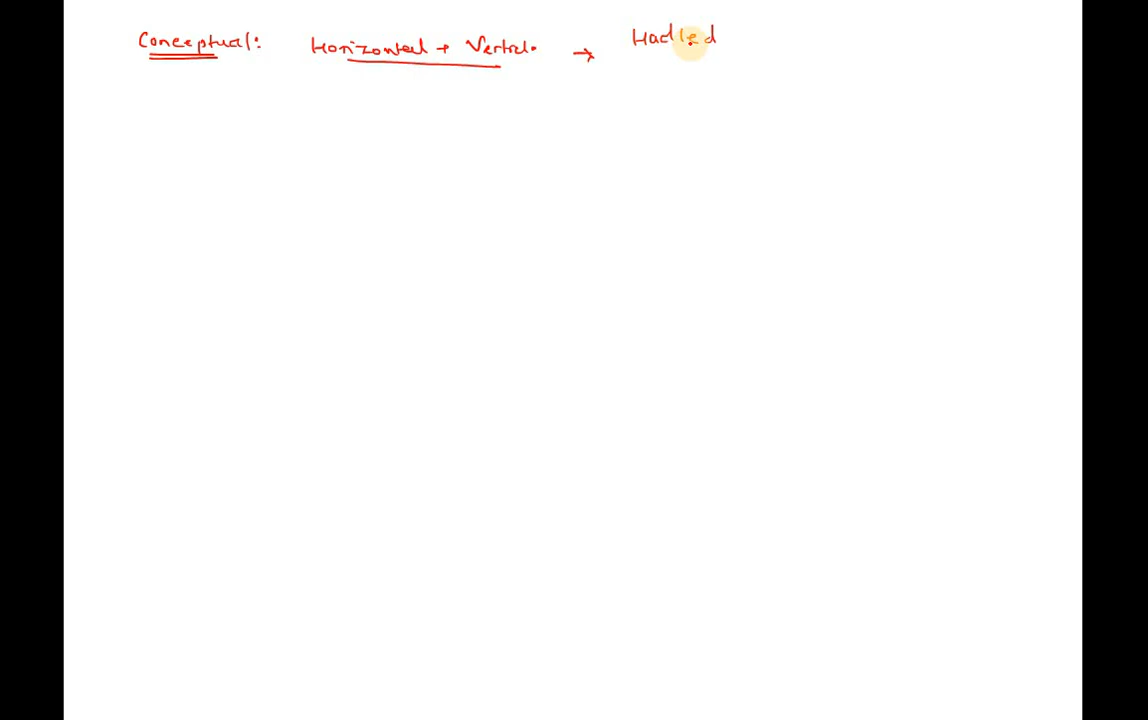 Conceptual: Horizontal + Vertical. → Hadled